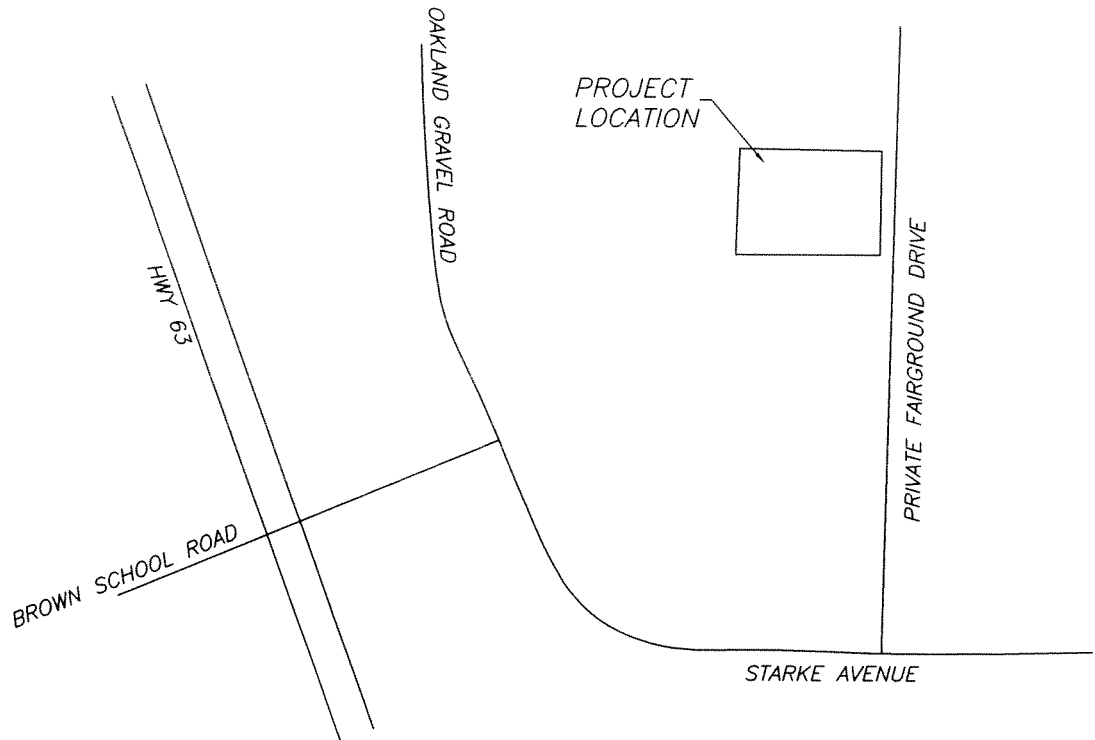 OAKLAND GRAVEL ROAD
PROJECT
LOCATION
HWY 63
PRIVATE FAIRGROUND DRIVE
BROWN SCHOOL ROAD
STARKE AVENUE